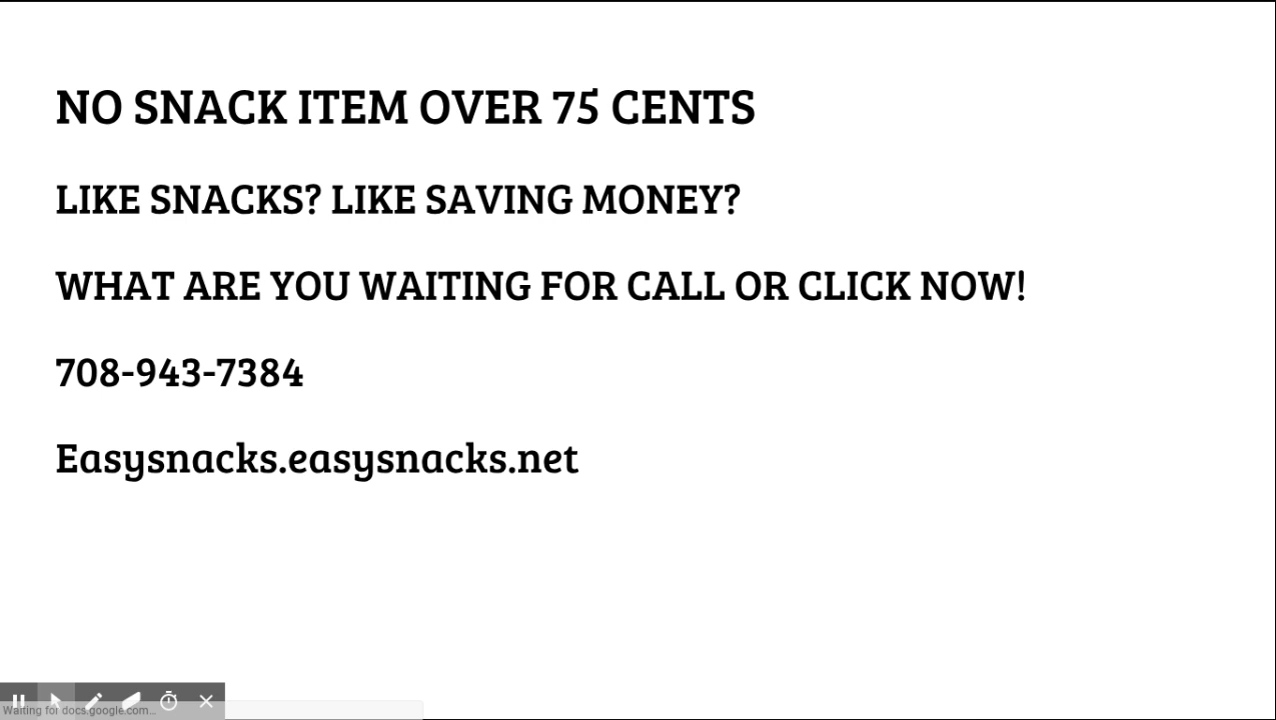 NO SNACK ITEM OVER 75 CENTS
LIKE SNACKS? LIKE SAVING MONEY?
WHAT ARE YOU WAITING FOR CALL OR CLICK NOW!
708-943-7384
Easysnacks.easysnacks.net
Waiting for docs.google.com...